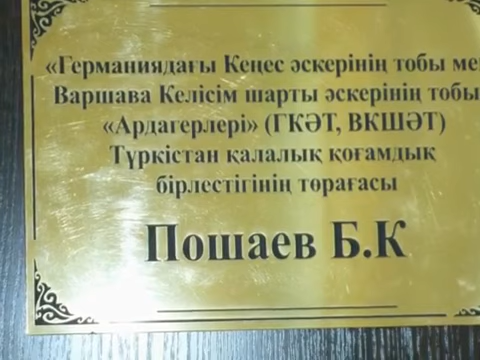 «Германиядағы Кеңес әскерінің тобы ме
Варшава Келісім шарты әскерінің тобы
«Ардагерлері» (ГКӘТ, ВКШӘТ)
Түркістан қалалық қоғамдық
бірлестігінің төрағасы
Пошаев Б.К